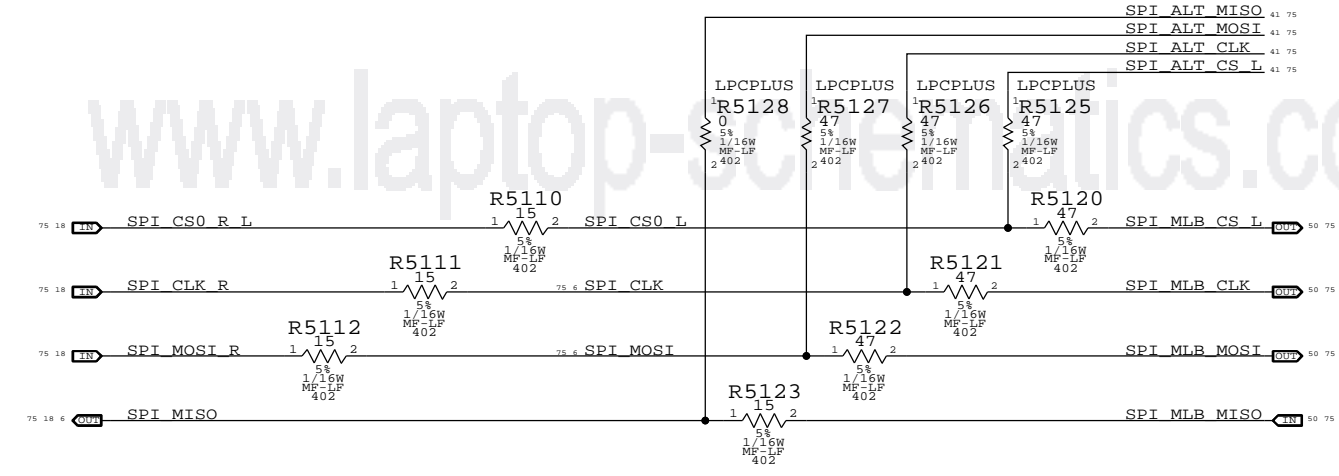 SPI_ALT_MISO 41 75
SPI_ALT_MOSI 41 75
SPI_ALT_CLK 41 75
SPI_ALT_CS_L 41 75
www.laptop-schematics.co
LPCPLUS
1
R5128
0
5%
1/16W
MF-LF
402
2
LPCPLUS
1
R5127
47
5%
1/16W
MF-LF
402
2
LPCPLUS
1
R5126
47
5%
1/16W
MF-LF
402
2
LPCPLUS
1
R5125
47
5%
1/16W
MF-LF
402
2
75 18 IN SPI_CS0_R_L
R5110
1 15 2
5%
1/16W
MF-LF
402
SPI_CS0_L
R5120
1 47 2
5%
1/16W
MF-LF
402
SPI_MLB_CS_L OUT 50 75
75 18 IN SPI_CLK_R
R5111
1 15 2
5%
1/16W
MF-LF
402
75 6 SPI_CLK
R5121
1 47 2
5%
1/16W
MF-LF
402
SPI_MLB_CLK OUT 50 75
75 18 IN SPI_MOSI_R
R5112
1 15 2
5%
1/16W
MF-LF
402
75 6 SPI_MOSI
R5122
1 47 2
5%
1/16W
MF-LF
402
SPI_MLB_MOSI OUT 50 75
75 18 6 OUT SPI_MISO
R5123
1 15 2
5%
1/16W
MF-LF
402
SPI_MLB_MISO IN 50 75